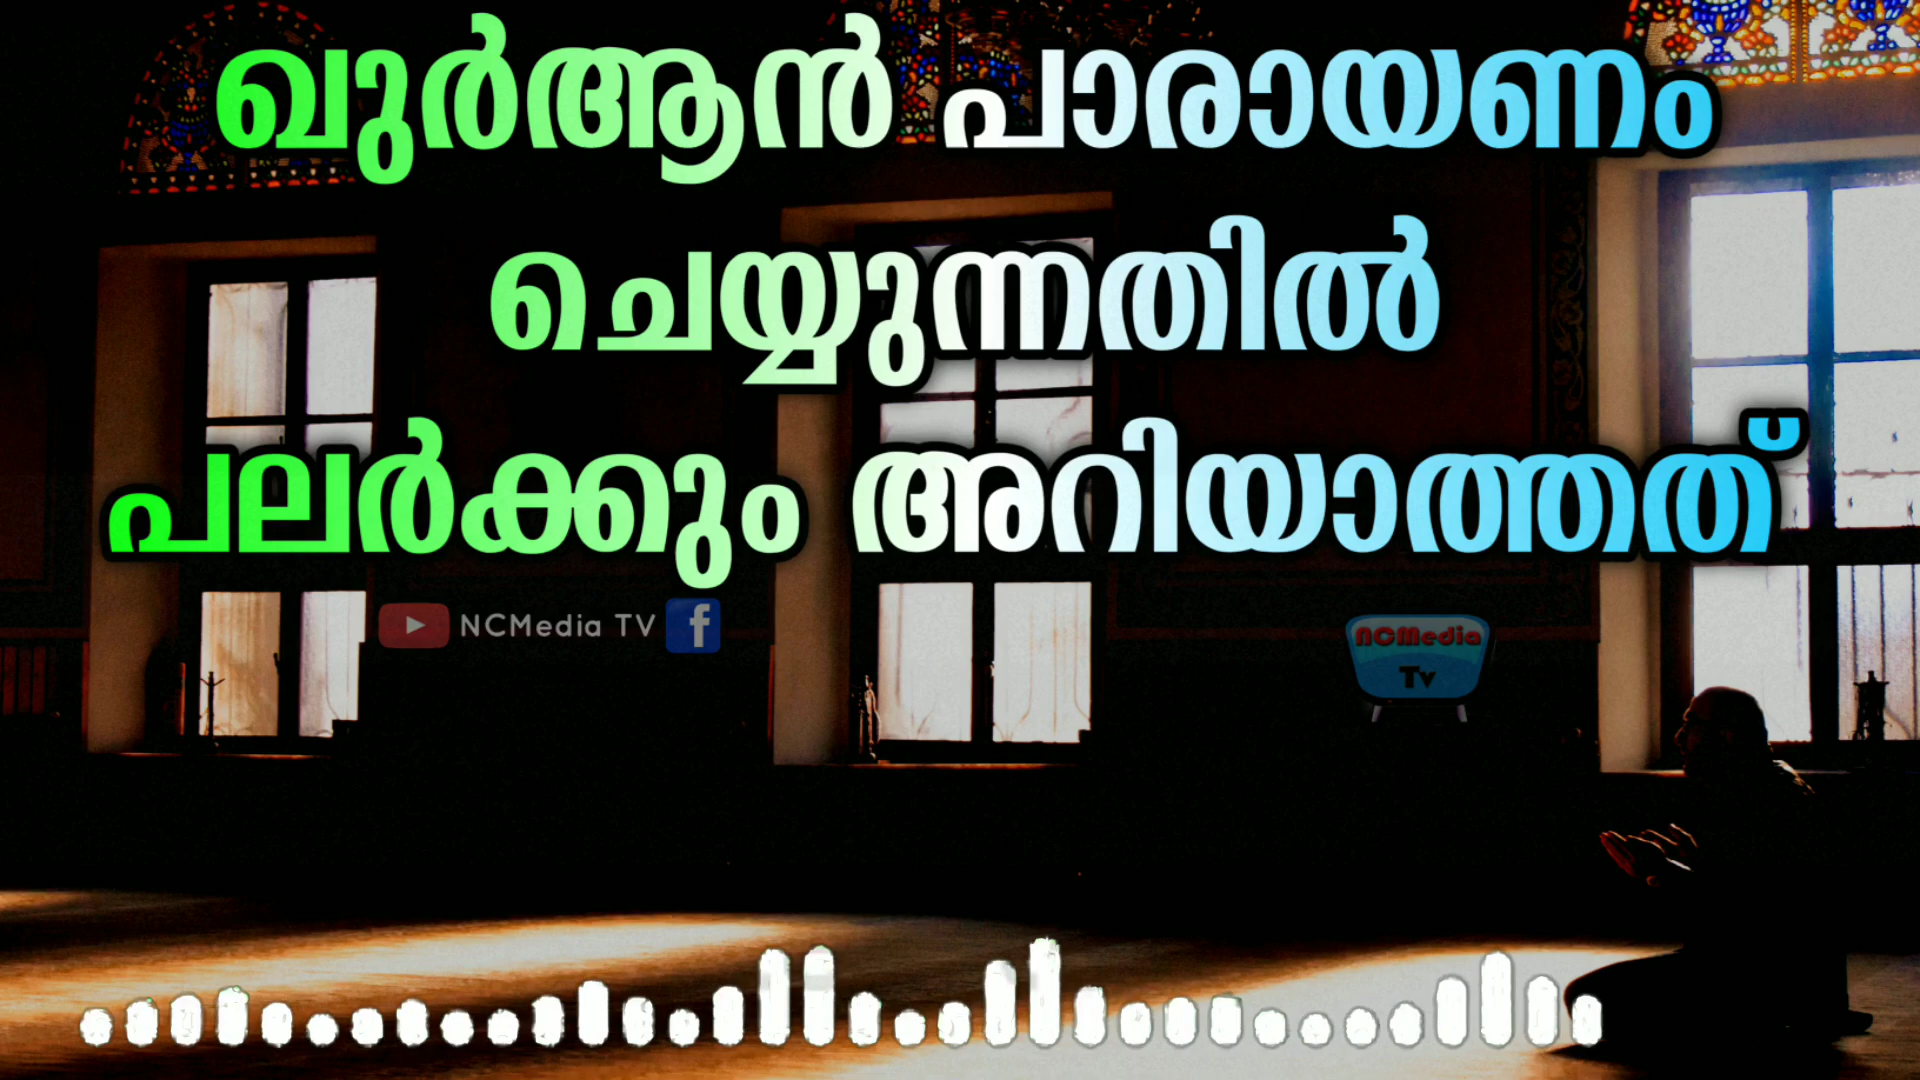 ഖുർആൻ പാരായണം
ചെയ്യുന്നതിൽ
പലർക്കും അറിയാത്തത്
NCMedia TV
NCMedia
Tv